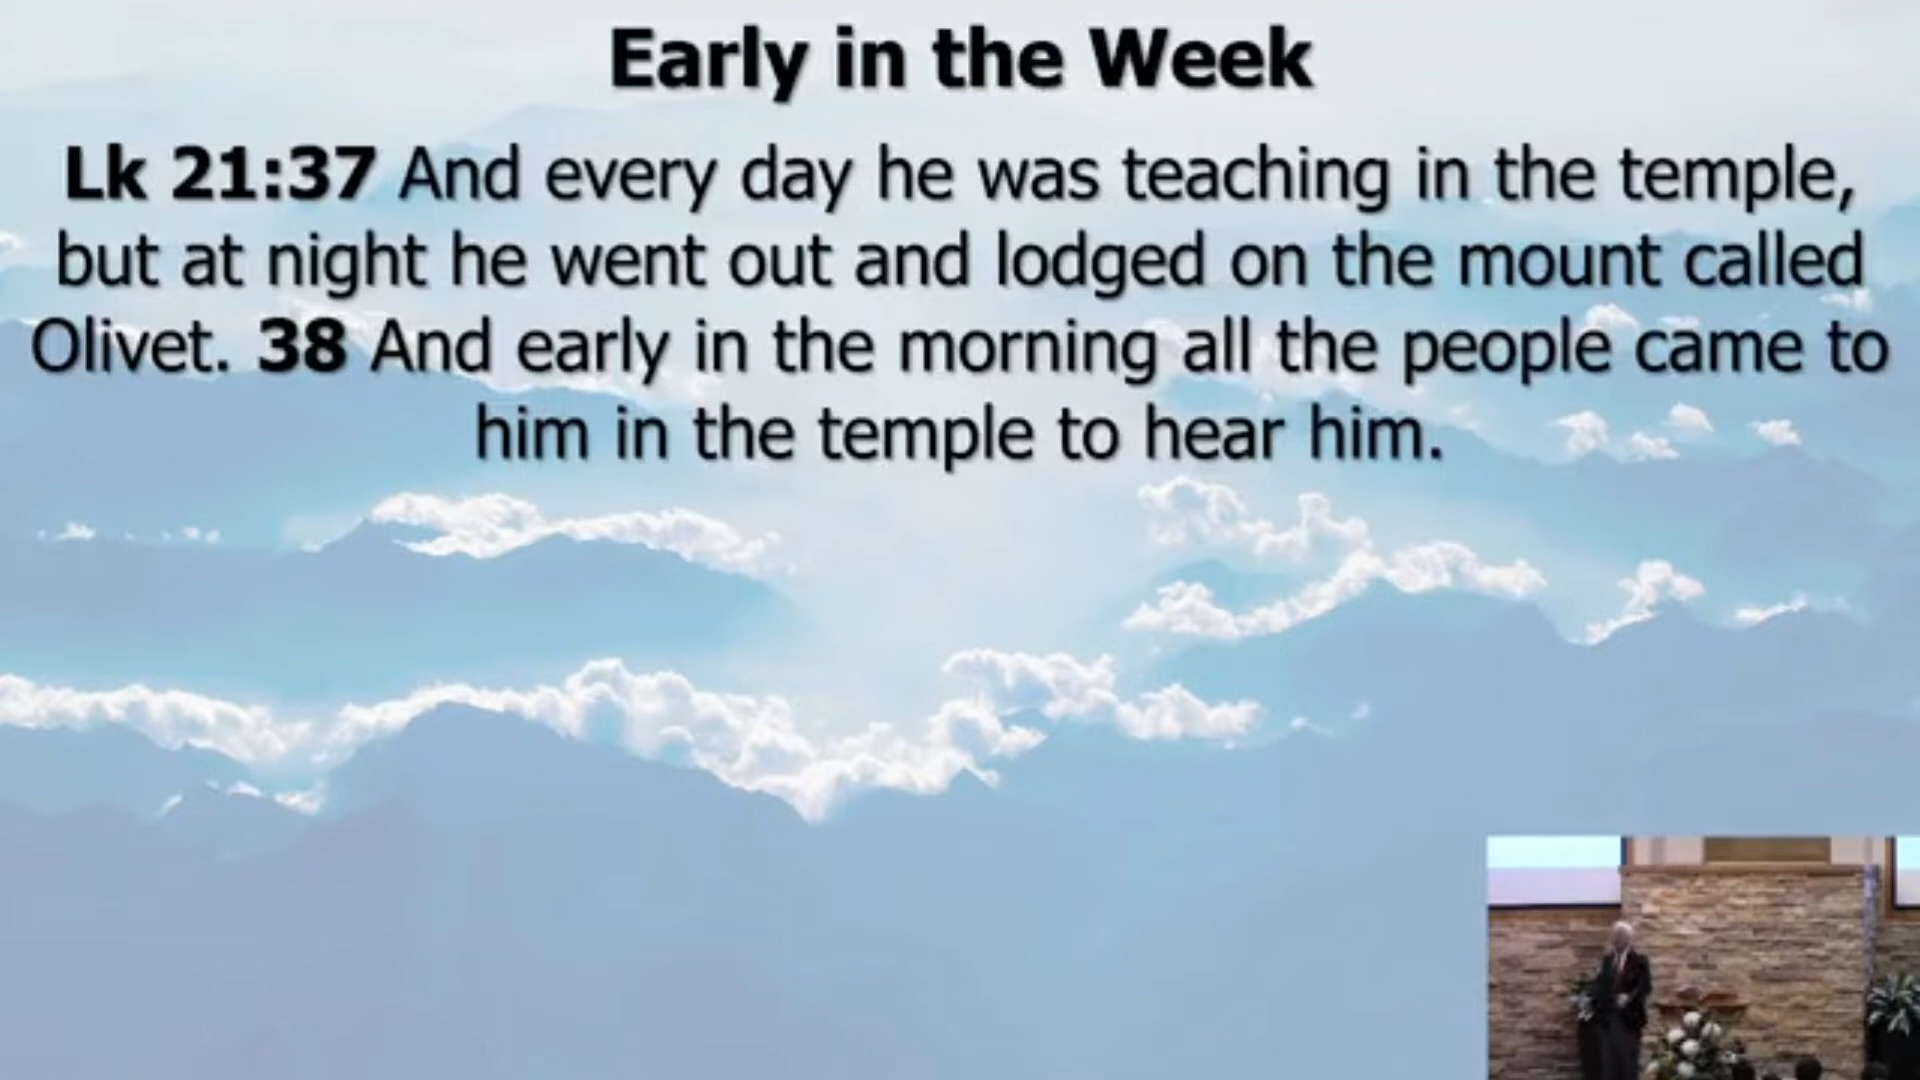 Early in the Week
Lk 21:37 And every day he was teaching in the temple,
but at night he went out and lodged on the mount called
Olivet. 38 And early in the morning all the people came to
him in the temple to hear him.